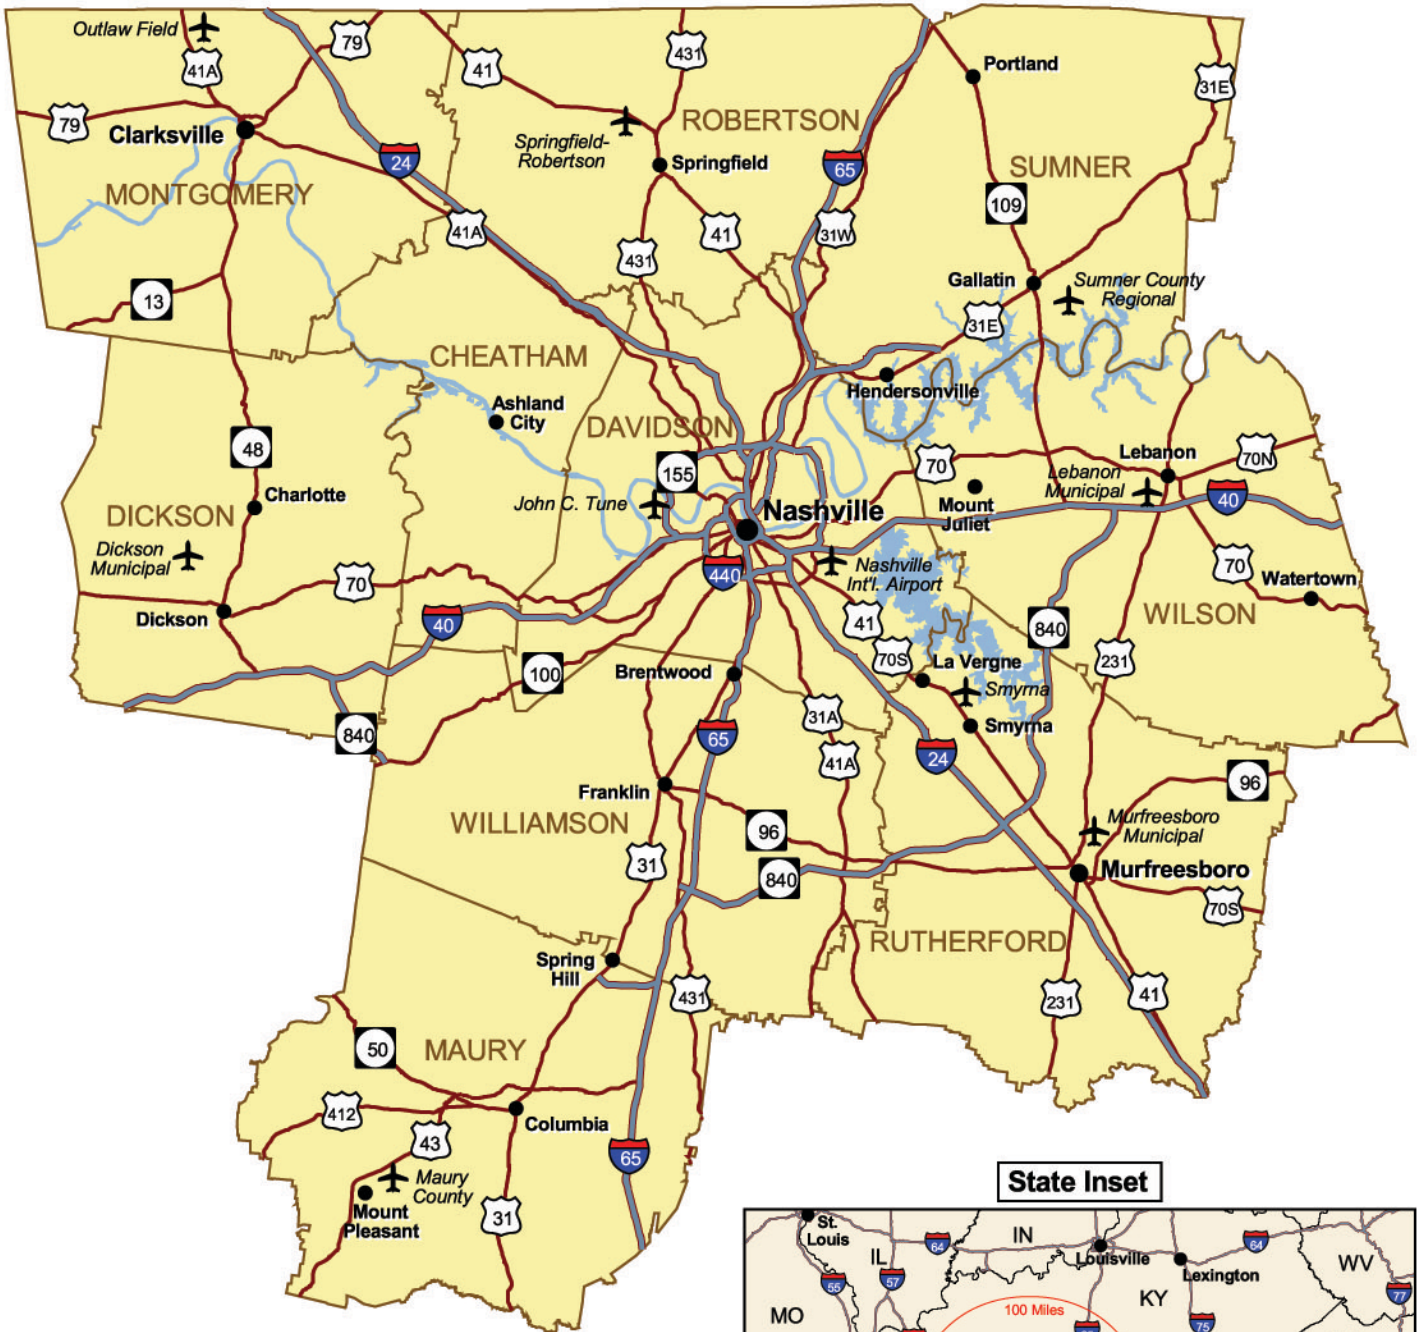 Outlaw Field
79
41A
41
431
Portland
31E
79
Clarksville
Springfield-
Robertson
ROBERTSON
Springfield
24
65
SUMNER
MONTGOMERY
109
41A
41
31W
431
13
Gallatin
Sumner County
Regional
31E
CHEATHAM
Hendersonville
Ashland
City
DAVIDSON
48
155
70
Lebanon
70N
Lebanon
Municipal
40
Charlotte
John C. Tune
Nashville
Mount
Juliet
DICKSON
Dickson
Municipal
70
440
Nashville
Int'l. Airport
70
Watertown
Dickson
40
41
840
WILSON
70S
La Vergne
231
100
Brentwood
Smyrna
Smyrna
31A
840
65
41A
24
Franklin
96
WILLIAMSON
96
Murfreesboro
Municipal
31
840
Murfreesboro
70S
RUTHERFORD
Spring
Hill
431
231
41
50
MAURY
412
Columbia
43
65
Maury
County
Mount
Pleasant
31
State Inset
St.
Louis
IN
64
64
IL
Louisville
WV
55
57
Lexington
77
MO
100 Miles
KY
75